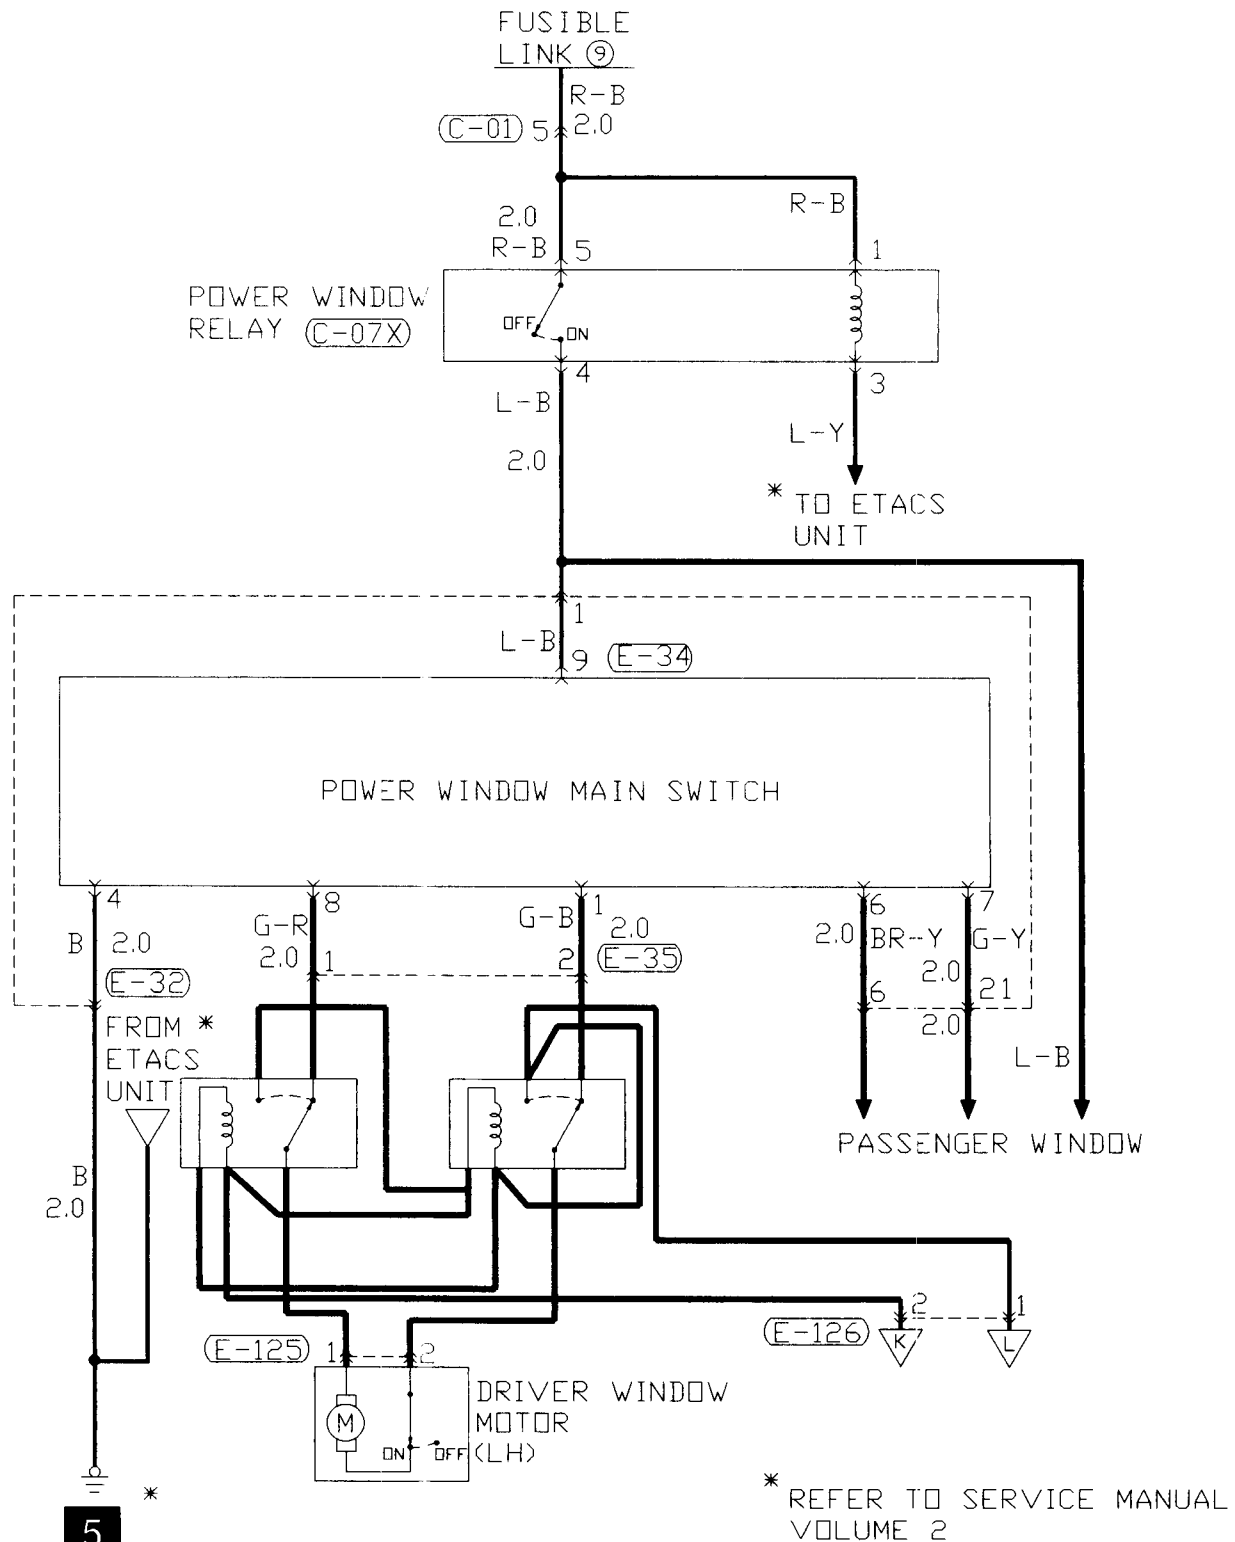 FUSIBLE
LINK ⑨
R-B
C-01 5 2.0
2.0
R-B
R-B 5
1
POWER WINDOW
RELAY C-07X
OFF
ON
4
3
L-B
L-Y
2.0
* TO ETACS
UNIT
1
L-B
9 E-34
POWER WINDOW MAIN SWITCH
4
8
1
6
7
B 2.0
G-R
2.0
1
G-B
2.0
2 E-35
2.0 BR-Y
G-Y
2.0
E-32
6
21
2.0
FROM *
ETACS
UNIT
L-B
PASSENGER WINDOW
B
2.0
2
1
E-126
K
L
E-125 1
2
M
ON
OFF
DRIVER WINDOW
MOTOR
(LH)
*
5
* REFER TO SERVICE MANUAL
VOLUME 2